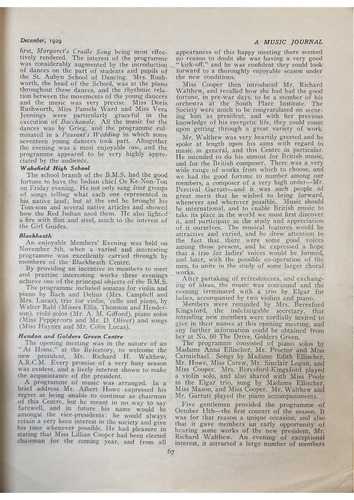 December, 1929
A MUSIC JOURNAL
first, Margaret's Cradle Song being most effec-
tively rendered. The interest of the programme
was considerably augmented by the introduction
of dances on the part of students and pupils of
the St. Aubyn School of Dancing. Mrs. Rush-
worth, the head of the School, was at the piano
throughout these dances, and the rhythmic rela-
tion between the movements of the young dancers
and the music was very precise. Miss Doris
Rushworth, Miss Pamela Ward and Miss Vera
Jennings were particularly graceful in the
execution of Bacchanale. All the music for the
dances was by Grieg, and the programme cul-
minated in a Peasant's Wedding in which some
seventeen young dancers took part. Altogether
the evening was a most enjoyable one, and the
programme appeared to be very highly appre-
ciated by the audience.
Wakefield High School
The school branch of the B.M.S. had the good
fortune to have the Indian chief Os-Ke-Non-Ton
on Friday evening. He not only sang four groups
of songs telling what each one represented in
his native land; but at the end he brought his
Tom-tom and several native articles and showed
how the Red Indian used them. He also lighted
a fire with flint and steel, much to the interest of
the Girl Guides.
Blackheath
An enjoyable Members' Evening was held on
November 5th, when a varied and interesting
programme was excellently carried through by
members of the Blackheath Centre.
By providing an incentive to members to meet
and practise interesting works these evenings
achieve one of the principal objects of the B.M.S.
The programme included sonatas for violin and
piano by Bach and Delius (Mrs. Campbell and
Mrs. Lucas), trio for violin, 'cello and piano, by
Walter Rudd (Misses Ellis, Thomson and Hender-
son), viola piano (Mr. A. M. Gifford), piano solos
(Miss Peppercorn and Mr. D. Oliver) and songs
(Miss Haynes and Mr. Colin Lucas).
Hendon and Golders Green Centre
The opening meeting was in the nature of an
"At Home," at the Refectory, to welcome the
new president, Mr. Richard H. Walthew,
A.R.C.M. Every promise of a very busy season
was evident, and a lively interest shown to make
the acquaintance of the president.
A programme of music was arranged. In a
brief address Mr. Albert Howe expressed his
regret at being unable to continue as chairman
of this Centre, but he meant in no way to say
farewell, and in future his name would be
amongst the vice-presidents: he would always
retain a very keen interest in the society and give
his time whenever possible. He had pleasure in
stating that Miss Lillian Cooper had been elected
chairman for the coming year, and from all
appearances of this happy meeting there seemed
no reason to doubt she was having a very good
"kick-off," and he was confident they could look
forward to a thoroughly enjoyable season under
the new conditions.
Miss Cooper then introduced Mr. Richard
Walthew, and recalled how she had had the good
fortune, in pre-war days, to be a member of his
orchestra at the South Place Institute. The
Society were much to be congratulated on secur-
ing him as president, and with her previous
knowledge of his energetic life, they could count
upon getting through a great variety of work.
Mr. Walthew was very heartily greeted and he
spoke at length upon his aims with regard to
music in general, and this Centre in particular.
He intended to do his utmost for British music,
and for the British composer. There was a very
wide range of works from which to choose, and
we had the good fortune to number among our
members, a composer of a very high order—Mr.
Percival Garratt—and it was such people of
great merit that he wished to bring forward,
whenever and wherever possible. Music should
be international, and to enable British music to
take its place in the world we must first discover
it, and participate in the study and appreciation
of it ourselves. The musical features would be
attractive and varied, and he drew attention to
the fact that there were some good voices
among those present, and he expressed a hope
that a trio for ladies' voices would be formed,
and later, with the possible co-operation of the
men, to unite in the study of some larger choral
works.
After partaking of refreshments, and exchang-
ing of ideas, the music was continued and the
evening terminated with a trio by Elgar for
ladies, accompanied by two violins and piano.
Members were reminded by Mrs. Beresford-
Kingsford, the indefatigable secretary, that
intending new members were cordially invited to
give in their names at this opening meeting, and
any further information could be obtained from
her at No. 60 The Drive, Golders Green.
The programme consisted of piano solos by
Madame Edith Ellischer, Mr. Percival Garratt, Miss
Carmichael. Songs by Madame Edith Ellischer,
Mr. Howe, Miss Carew, Mr. Sinclair Logan, and
Miss Cooper. Mrs. Beresford-Kingsford played
a violin solo, and also shared with Miss Poole
in the Elgar trio, sung by Madame Ellischer,
Miss Mason, and Miss Cooper. Mr. Walthew and
Mr. Garratt played the piano accompaniments.
Five gentlemen provided the programme of
October 15th—the first concert of the season. It
was for that reason a unique occasion, and also
that it gave members an early opportunity of
hearing some works of the new president, Mr.
Richard Walthew. An evening of exceptional
interest, it attracted a large number of members
67